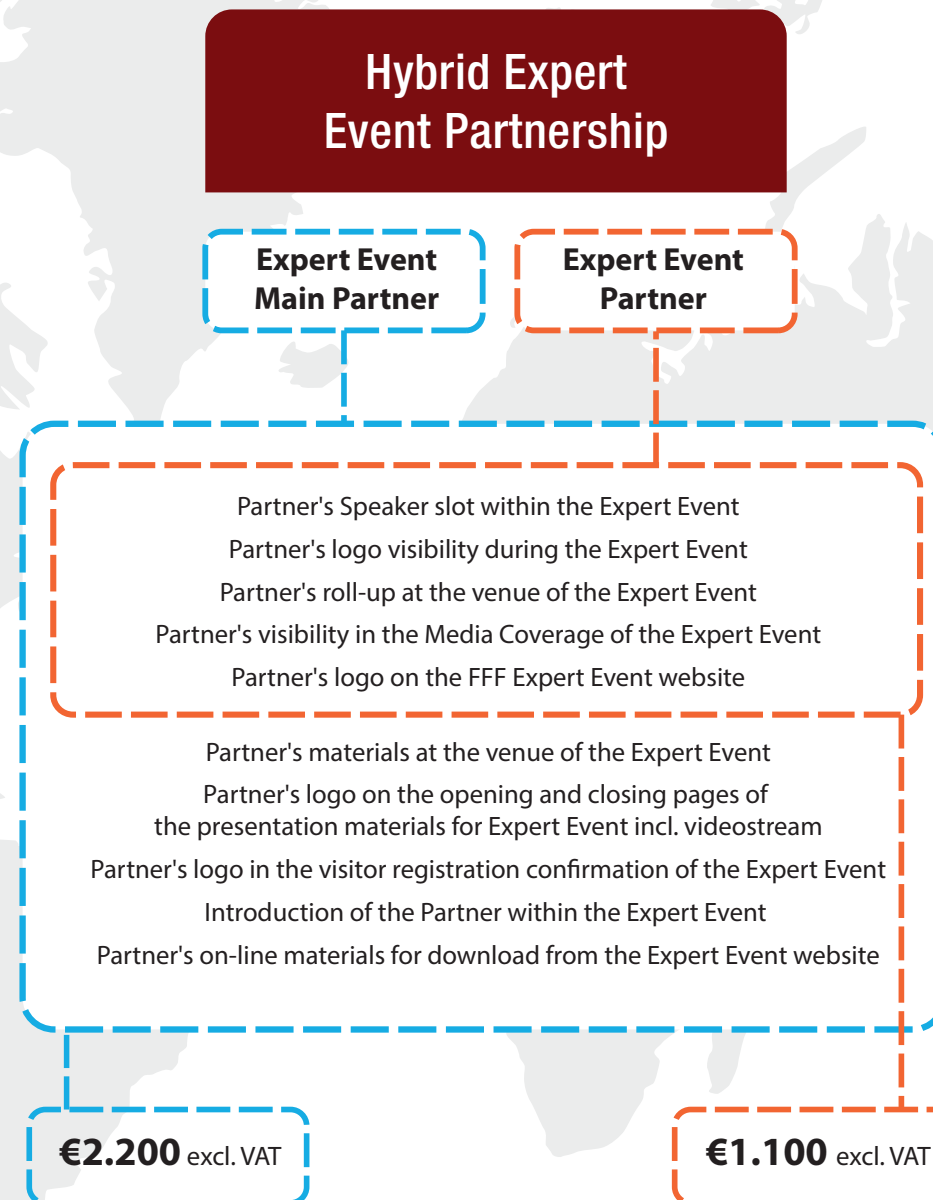 Hybrid Expert
Event Partnership
Expert Event
Main Partner
Expert Event
Partner
Partner's Speaker slot within the Expert Event
Partner's logo visibility during the Expert Event
Partner's roll-up at the venue of the Expert Event
Partner's visibility in the Media Coverage of the Expert Event
Partner's logo on the FFF Expert Event website
Partner's materials at the venue of the Expert Event
Partner's logo on the opening and closing pages of
the presentation materials for Expert Event incl. videostream
Partner's logo in the visitor registration confirmation of the Expert Event
Introduction of the Partner within the Expert Event
Partner's on-line materials for download from the Expert Event website
€2.200 excl. VAT
€1.100 excl. VAT